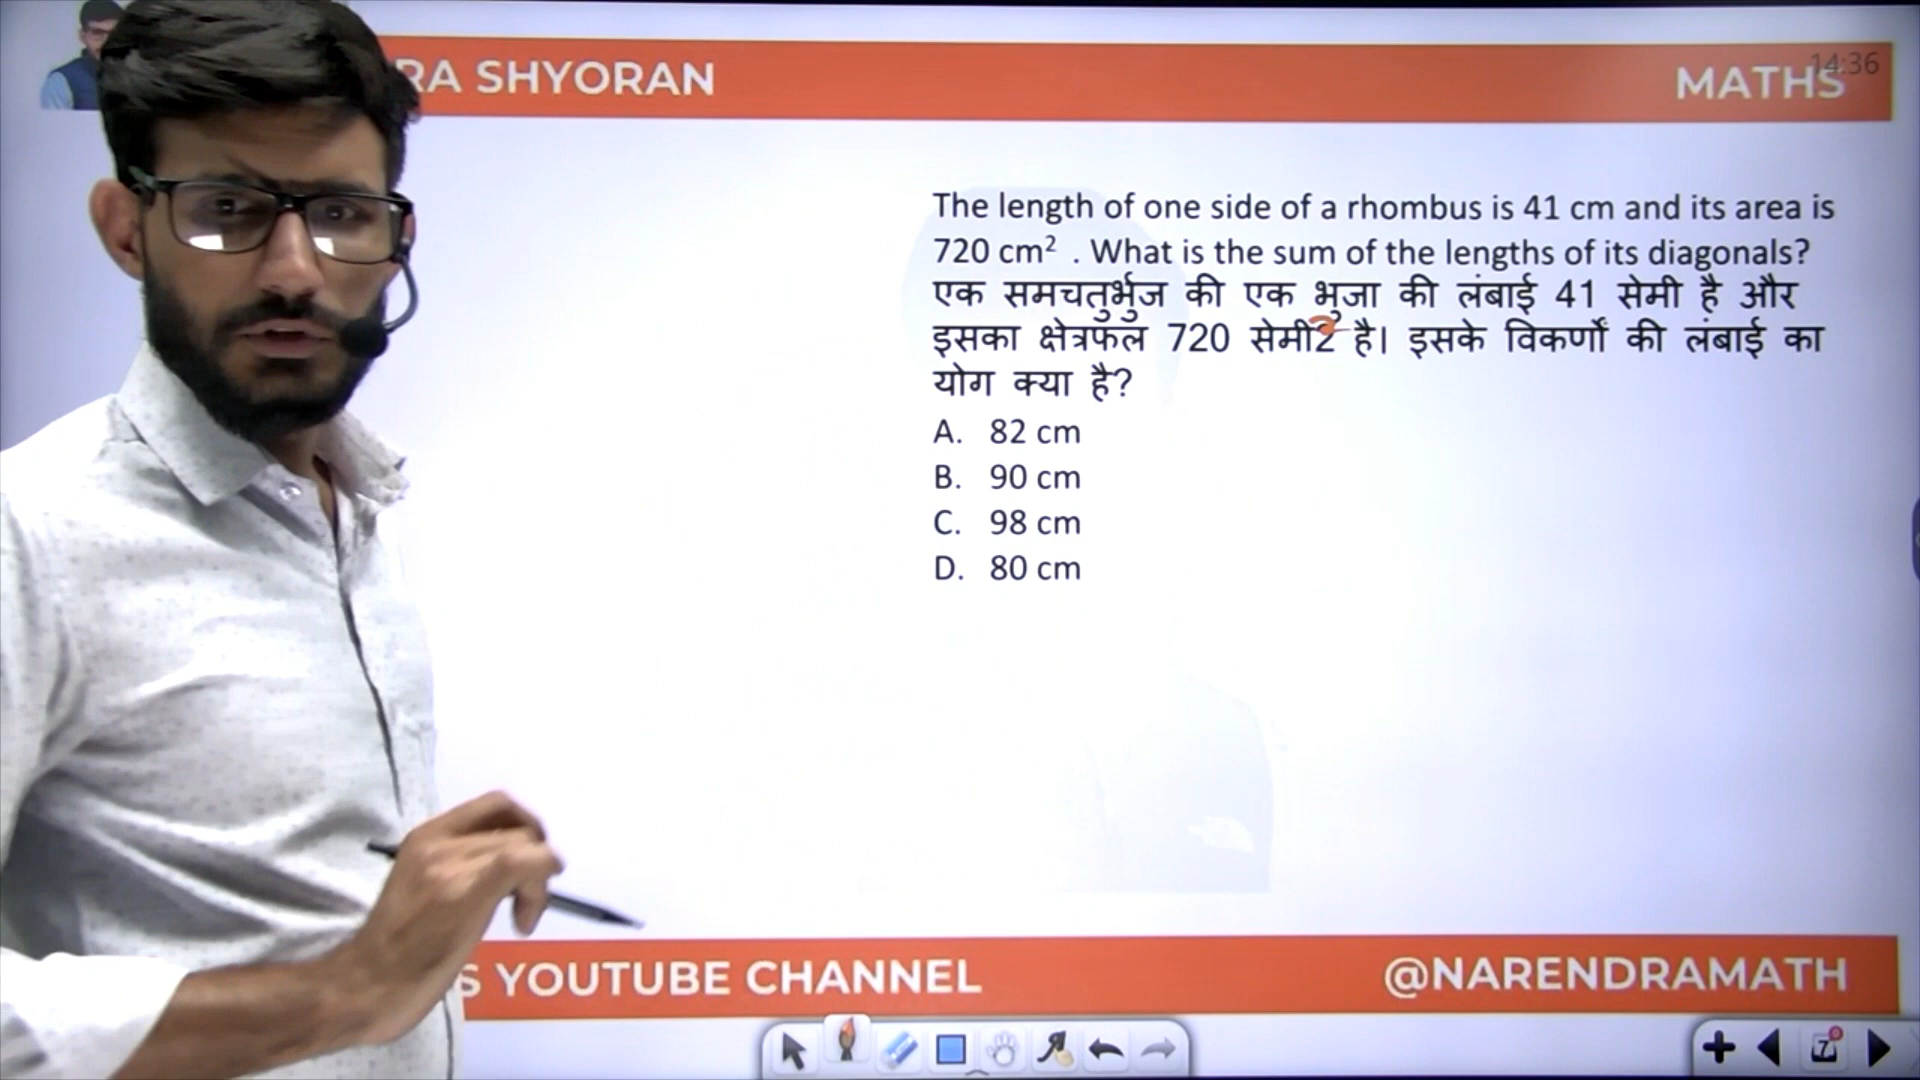 RA SHYORAN
MATHS
14:36
The length of one side of a rhombus is 41 cm and its area is
720 cm² . What is the sum of the lengths of its diagonals?
एक समचतुर्भुज की एक भुजा की लंबाई 41 सेमी है और
इसका क्षेत्रफल 720 सेमी2 है। इसके विकर्णों की लंबाई का
योग क्या है?
A. 82 cm
B. 90 cm
C. 98 cm
D. 80 cm
S YOUTUBE CHANNEL
@NARENDRAMATH
7